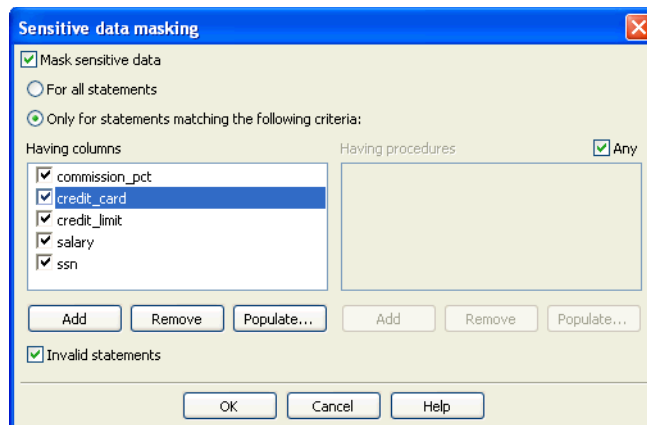 Sensitive data masking
Mask sensitive data
For all statements
Only for statements matching the following criteria:
Having columns
Having procedures
Any
commission_pct
credit_card
credit_limit
salary
ssn
Add Remove Populate... Add Remove Populate...
Invalid statements
OK Cancel Help